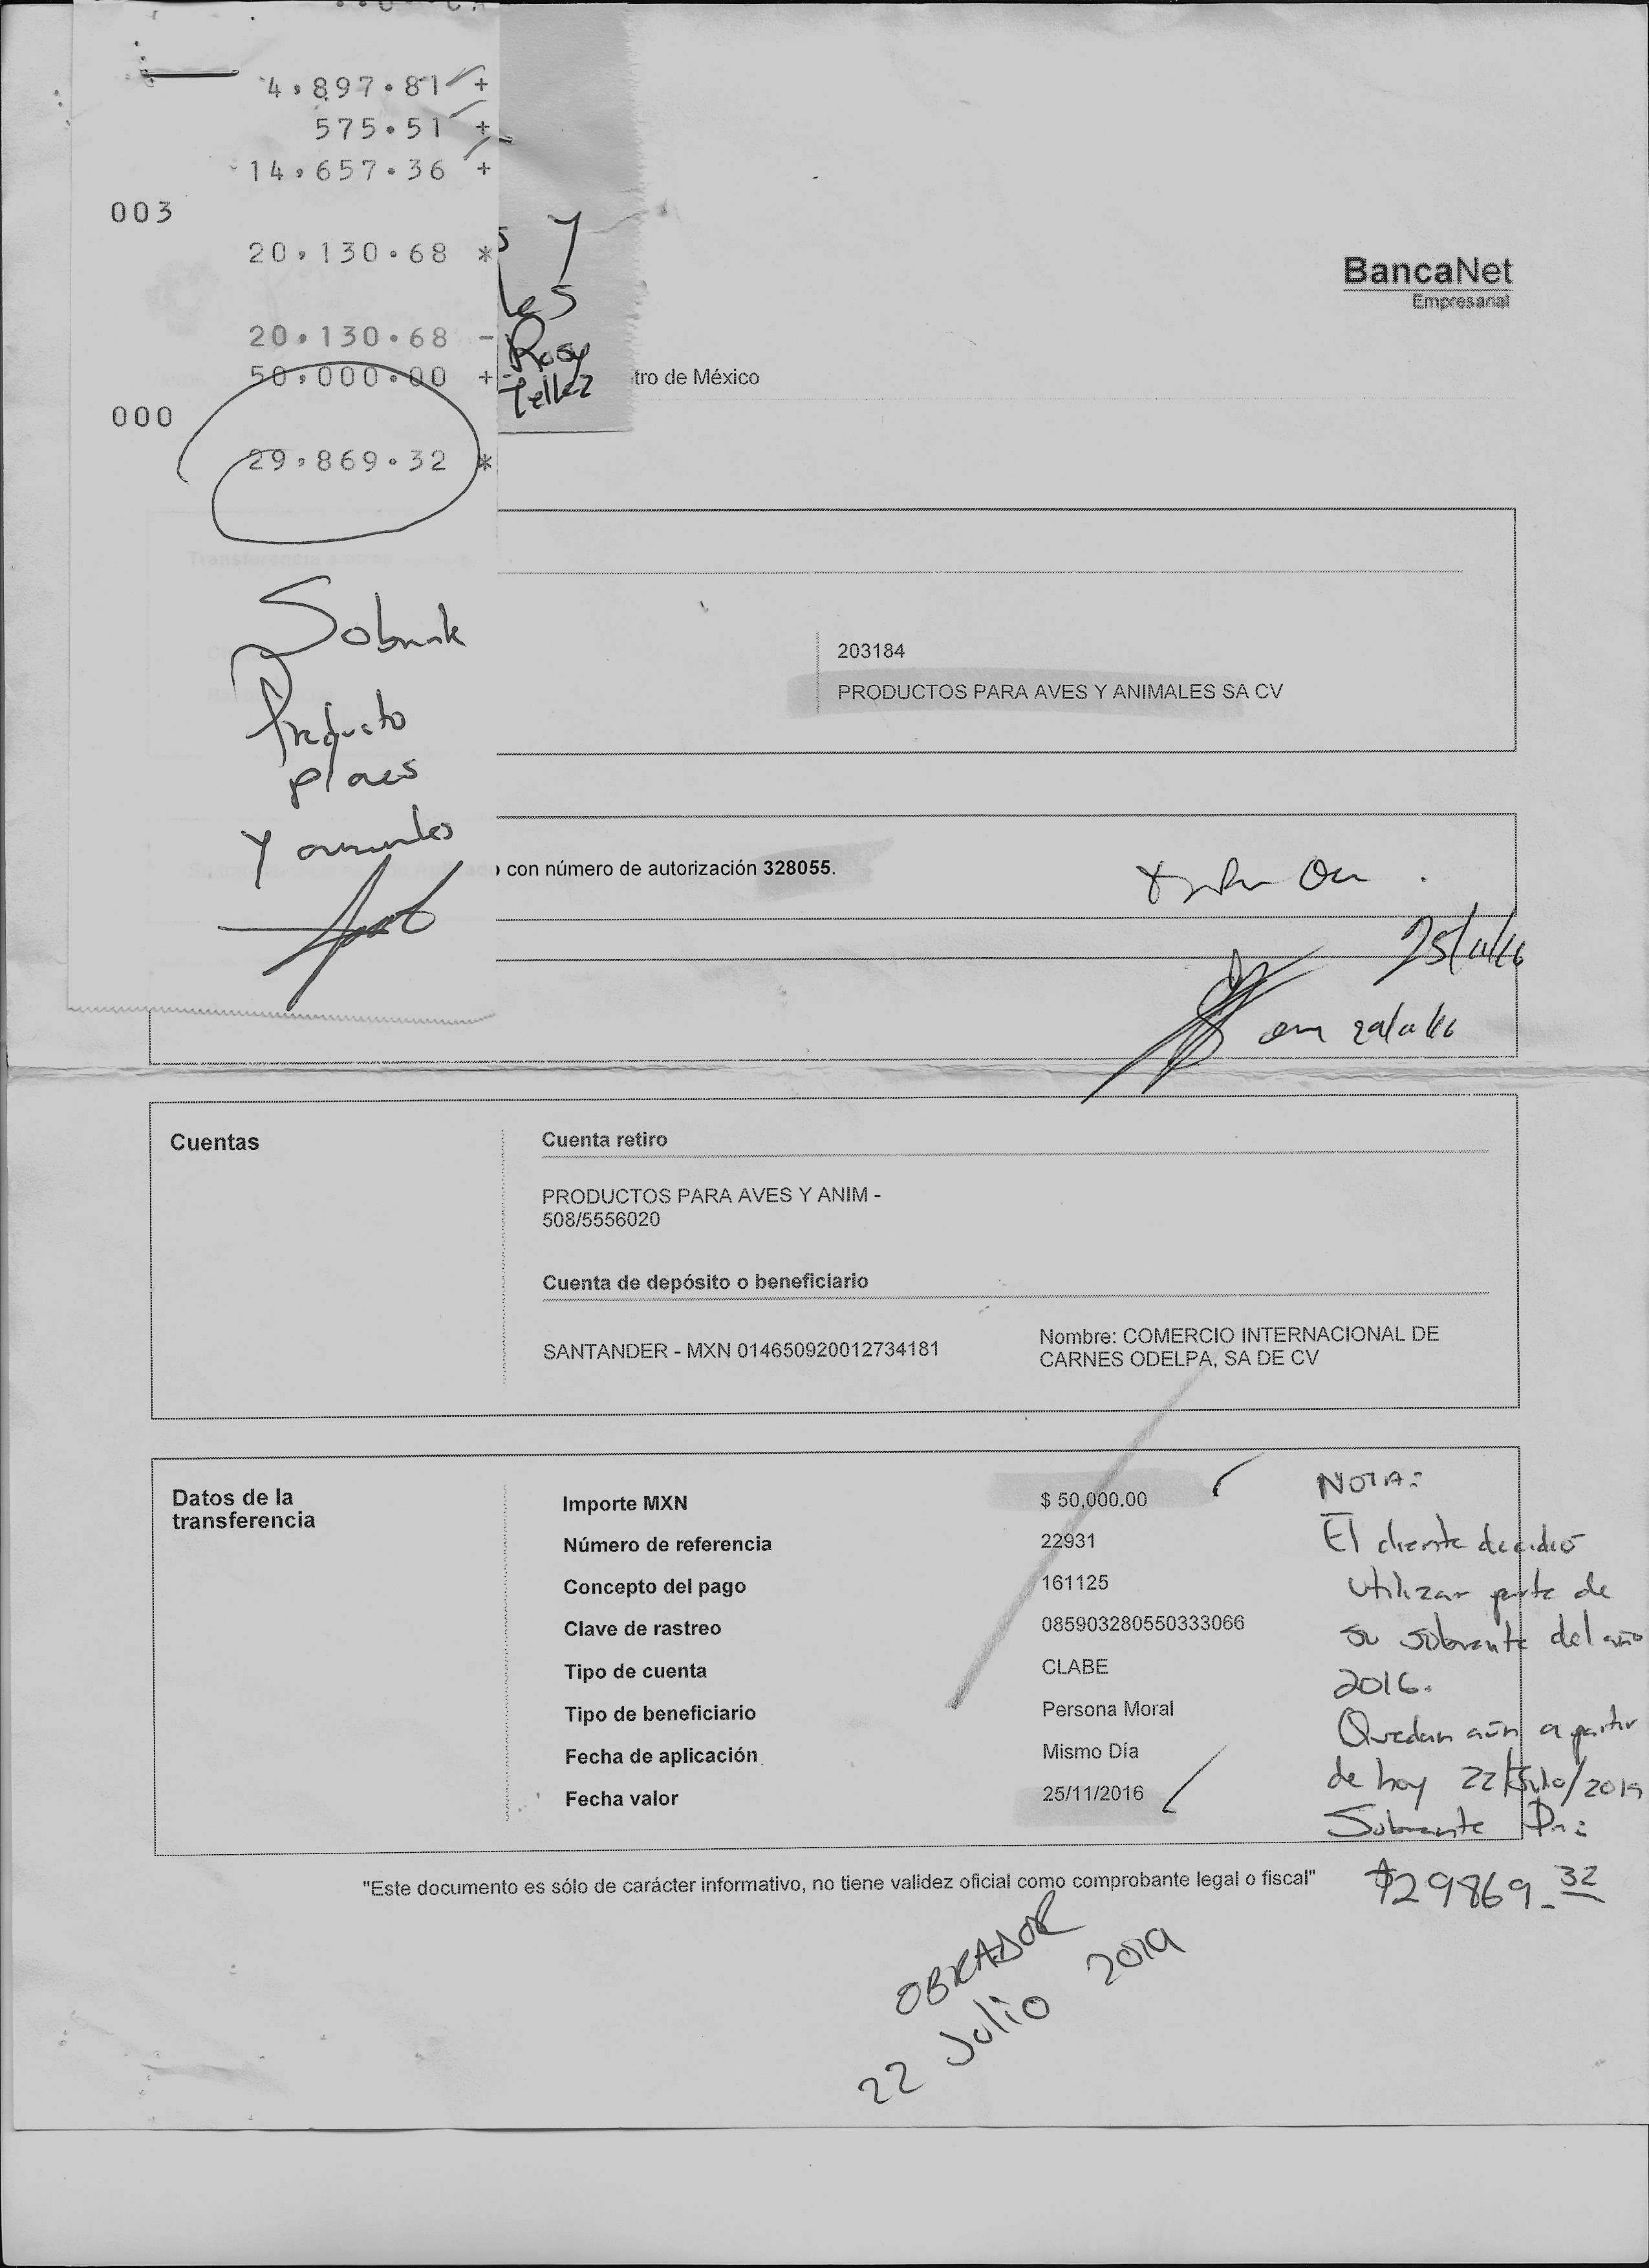 4,897.81 +
575.51 +
14,657.36 +
003
20,130.68 *
20,130.68 -
50,000.00 +
000
29,869.32 *
Sobrante
Producto
p/aves
y animales
s y
les
Rosy
Tellez
tro de México
BancaNet
Empresarial
203184
PRODUCTOS PARA AVES Y ANIMALES SA CV
con número de autorización 328055.
25/11/16
Cuentas
Cuenta retiro
PRODUCTOS PARA AVES Y ANIM -
508/5556020
Cuenta de depósito o beneficiario
SANTANDER - MXN 014650920012734181
Nombre: COMERCIO INTERNACIONAL DE
CARNES ODELPA, SA DE CV
Datos de la
transferencia
Importe MXN $ 50,000.00
Número de referencia 22931
Concepto del pago 161125
Clave de rastreo 085903280550333066
Tipo de cuenta CLABE
Tipo de beneficiario Persona Moral
Fecha de aplicación Mismo Día
Fecha valor 25/11/2016
NOTA:
El cliente decidió
utilizar parte de
su sobrante del año
2016.
Quedan aún a partir
de hoy 22/Julio/2019
Sobrante Por:
$29869.32
"Este documento es sólo de carácter informativo, no tiene validez oficial como comprobante legal o fiscal"
OBRADOR
22 Julio 2019